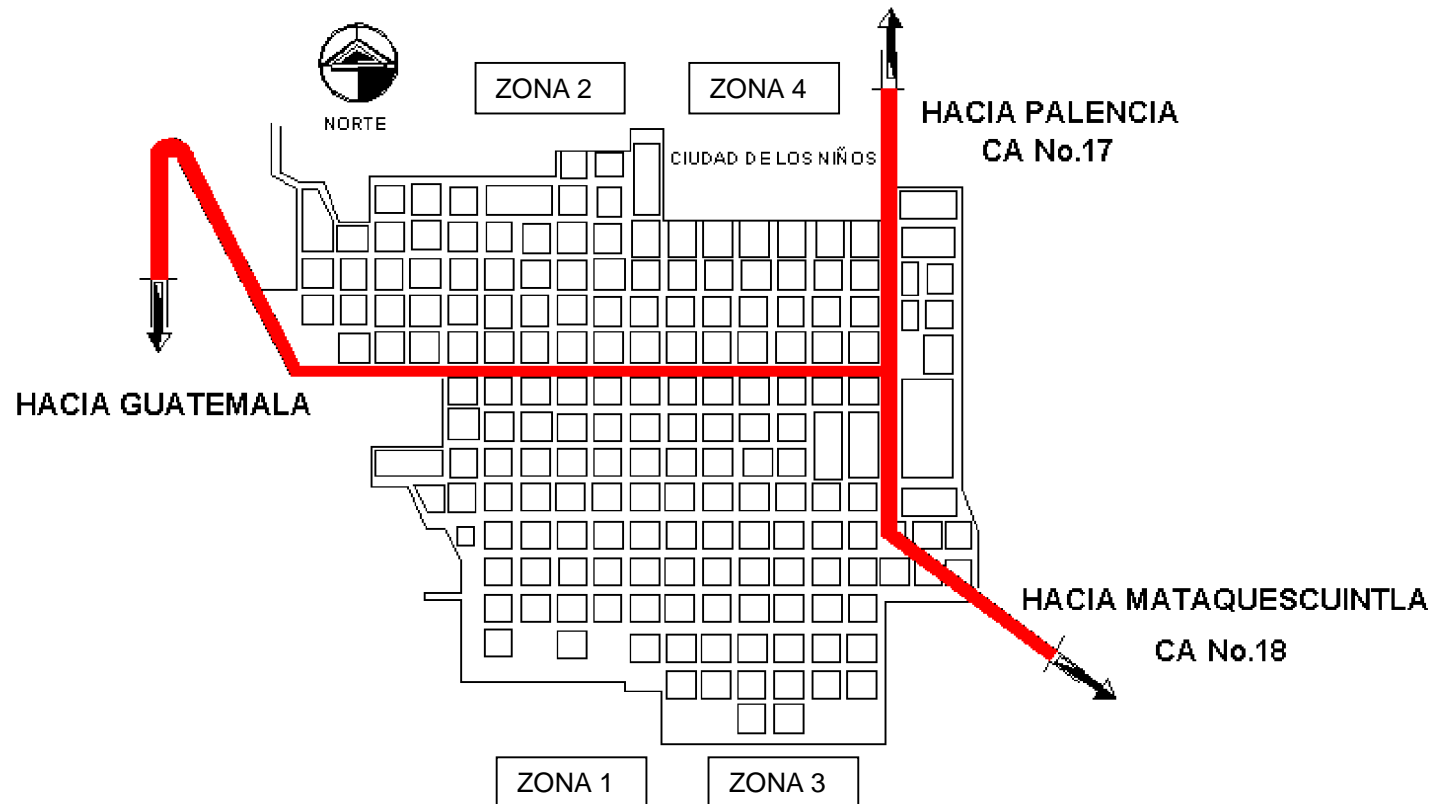 ZONA 2
ZONA 4
NORTE
HACIA PALENCIA
CA No.17
CIUDAD DE LOS NIÑOS
HACIA GUATEMALA
HACIA MATAQUESCUINTLA
CA No.18
ZONA 1
ZONA 3